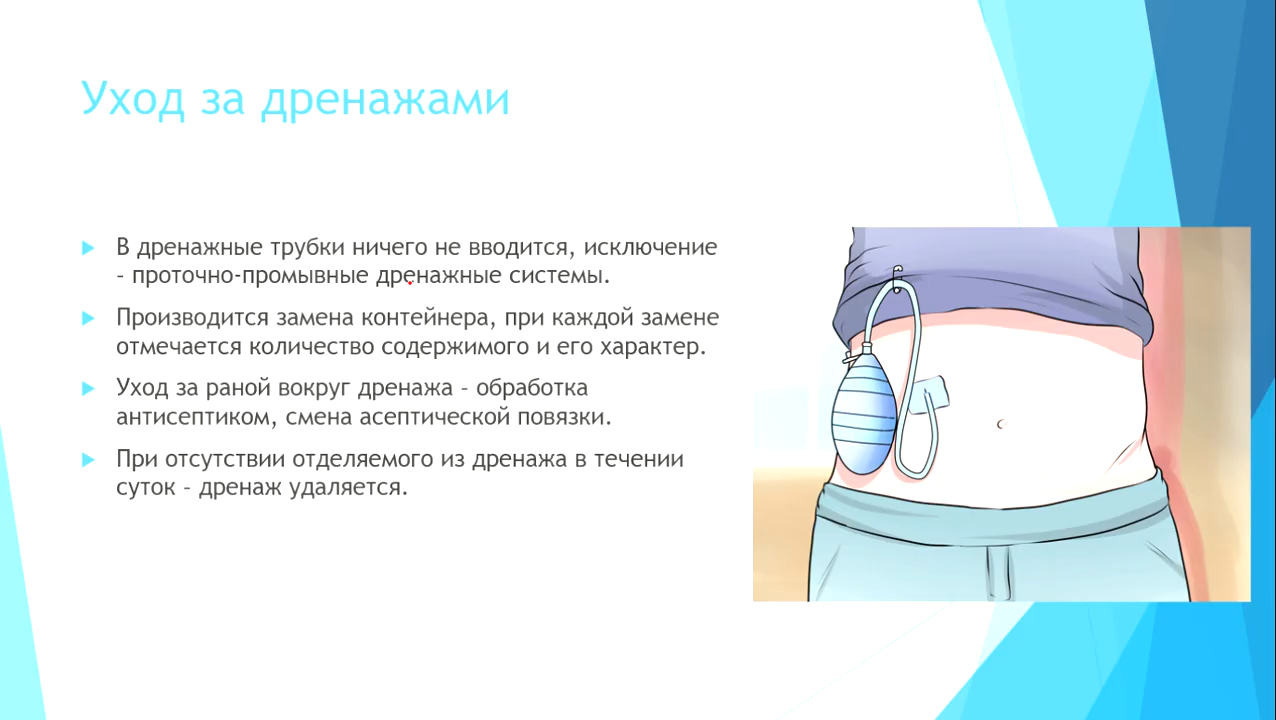 Уход за дренажами
В дренажные трубки ничего не вводится, исключение
– проточно-промывные дренажные системы.
Производится замена контейнера, при каждой замене
отмечается количество содержимого и его характер.
Уход за раной вокруг дренажа – обработка
антисептиком, смена асептической повязки.
При отсутствии отделяемого из дренажа в течении
суток – дренаж удаляется.